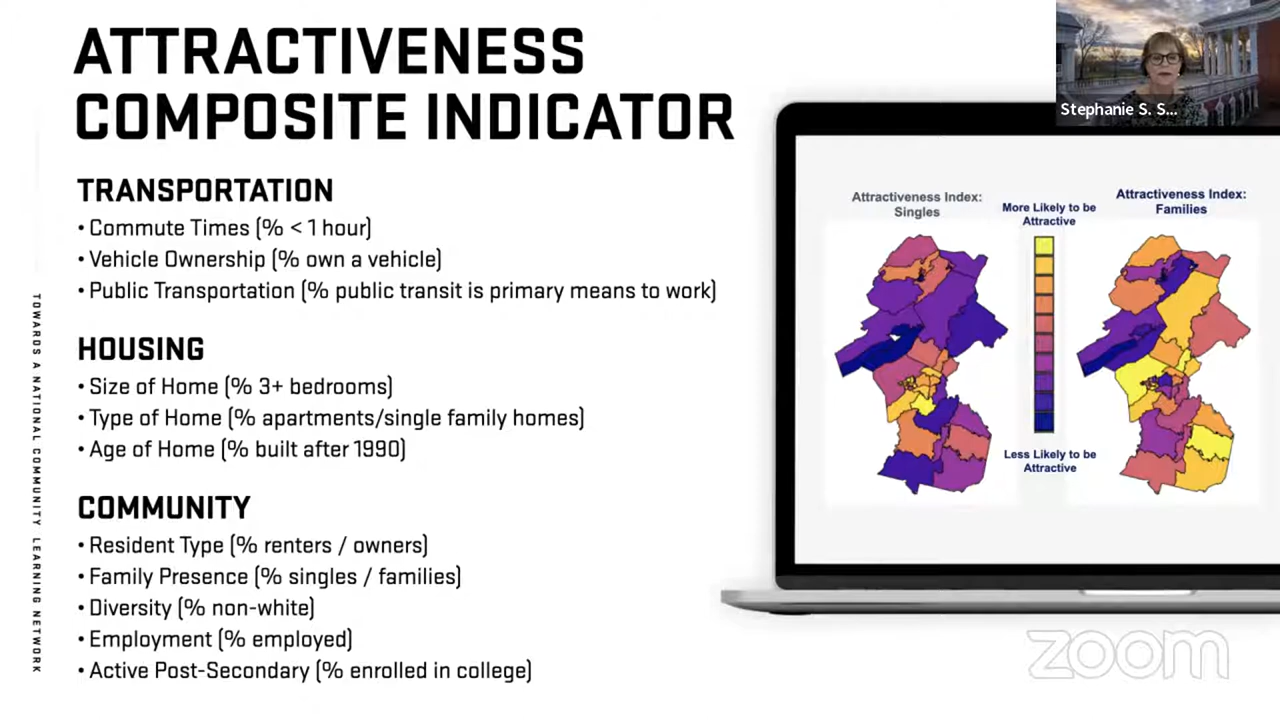 ATTRACTIVENESS
COMPOSITE INDICATOR
TRANSPORTATION
• Commute Times (% < 1 hour)
• Vehicle Ownership (% own a vehicle)
• Public Transportation (% public transit is primary means to work)
HOUSING
• Size of Home (% 3+ bedrooms)
• Type of Home (% apartments/single family homes)
• Age of Home (% built after 1990)
COMMUNITY
• Resident Type (% renters / owners)
• Family Presence (% singles / families)
• Diversity (% non-white)
• Employment (% employed)
• Active Post-Secondary (% enrolled in college)
TOWARDS A NATIONAL COMMUNITY LEARNING NETWORK
Stephanie S. S...
Attractiveness Index:
Singles
More Likely to be
Attractive
Attractiveness Index:
Families
Less Likely to be
Attractive
zoom